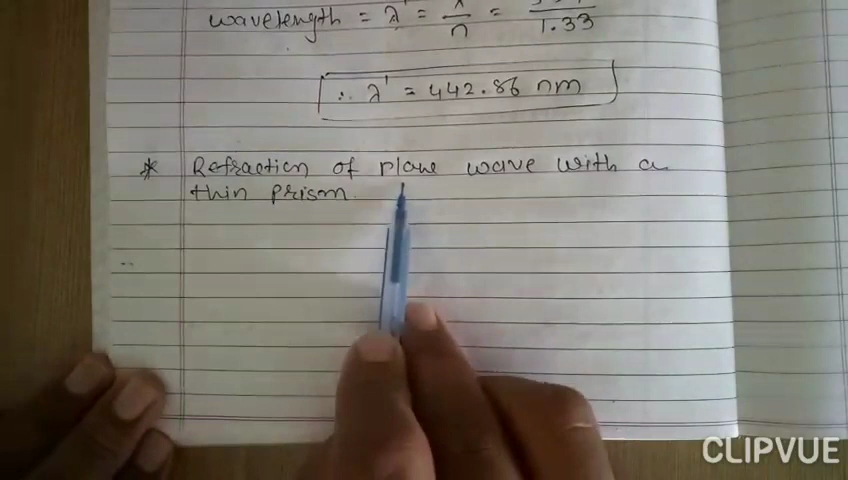 wavelength = λ' = λ/n = /1.33
∴ λ' = 442.86 nm
* Refraction of plane wave with a
thin prism.
CLIPVUE